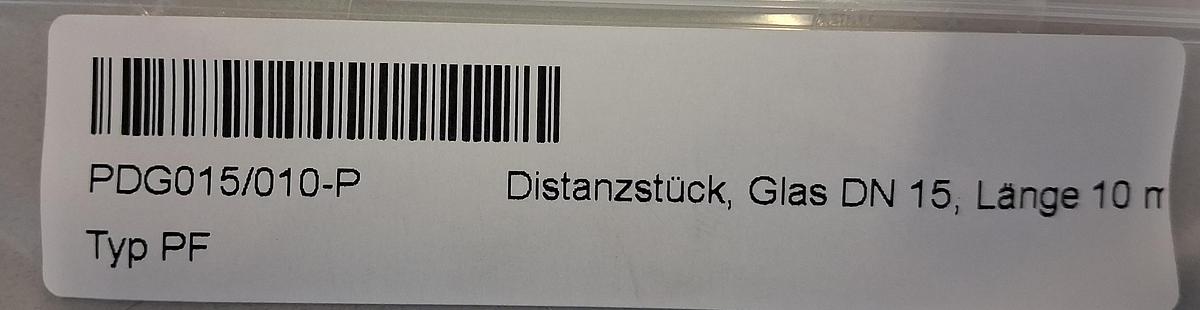 PDG015/010-P Distanzstück, Glas DN 15, Länge 10
Typ PF